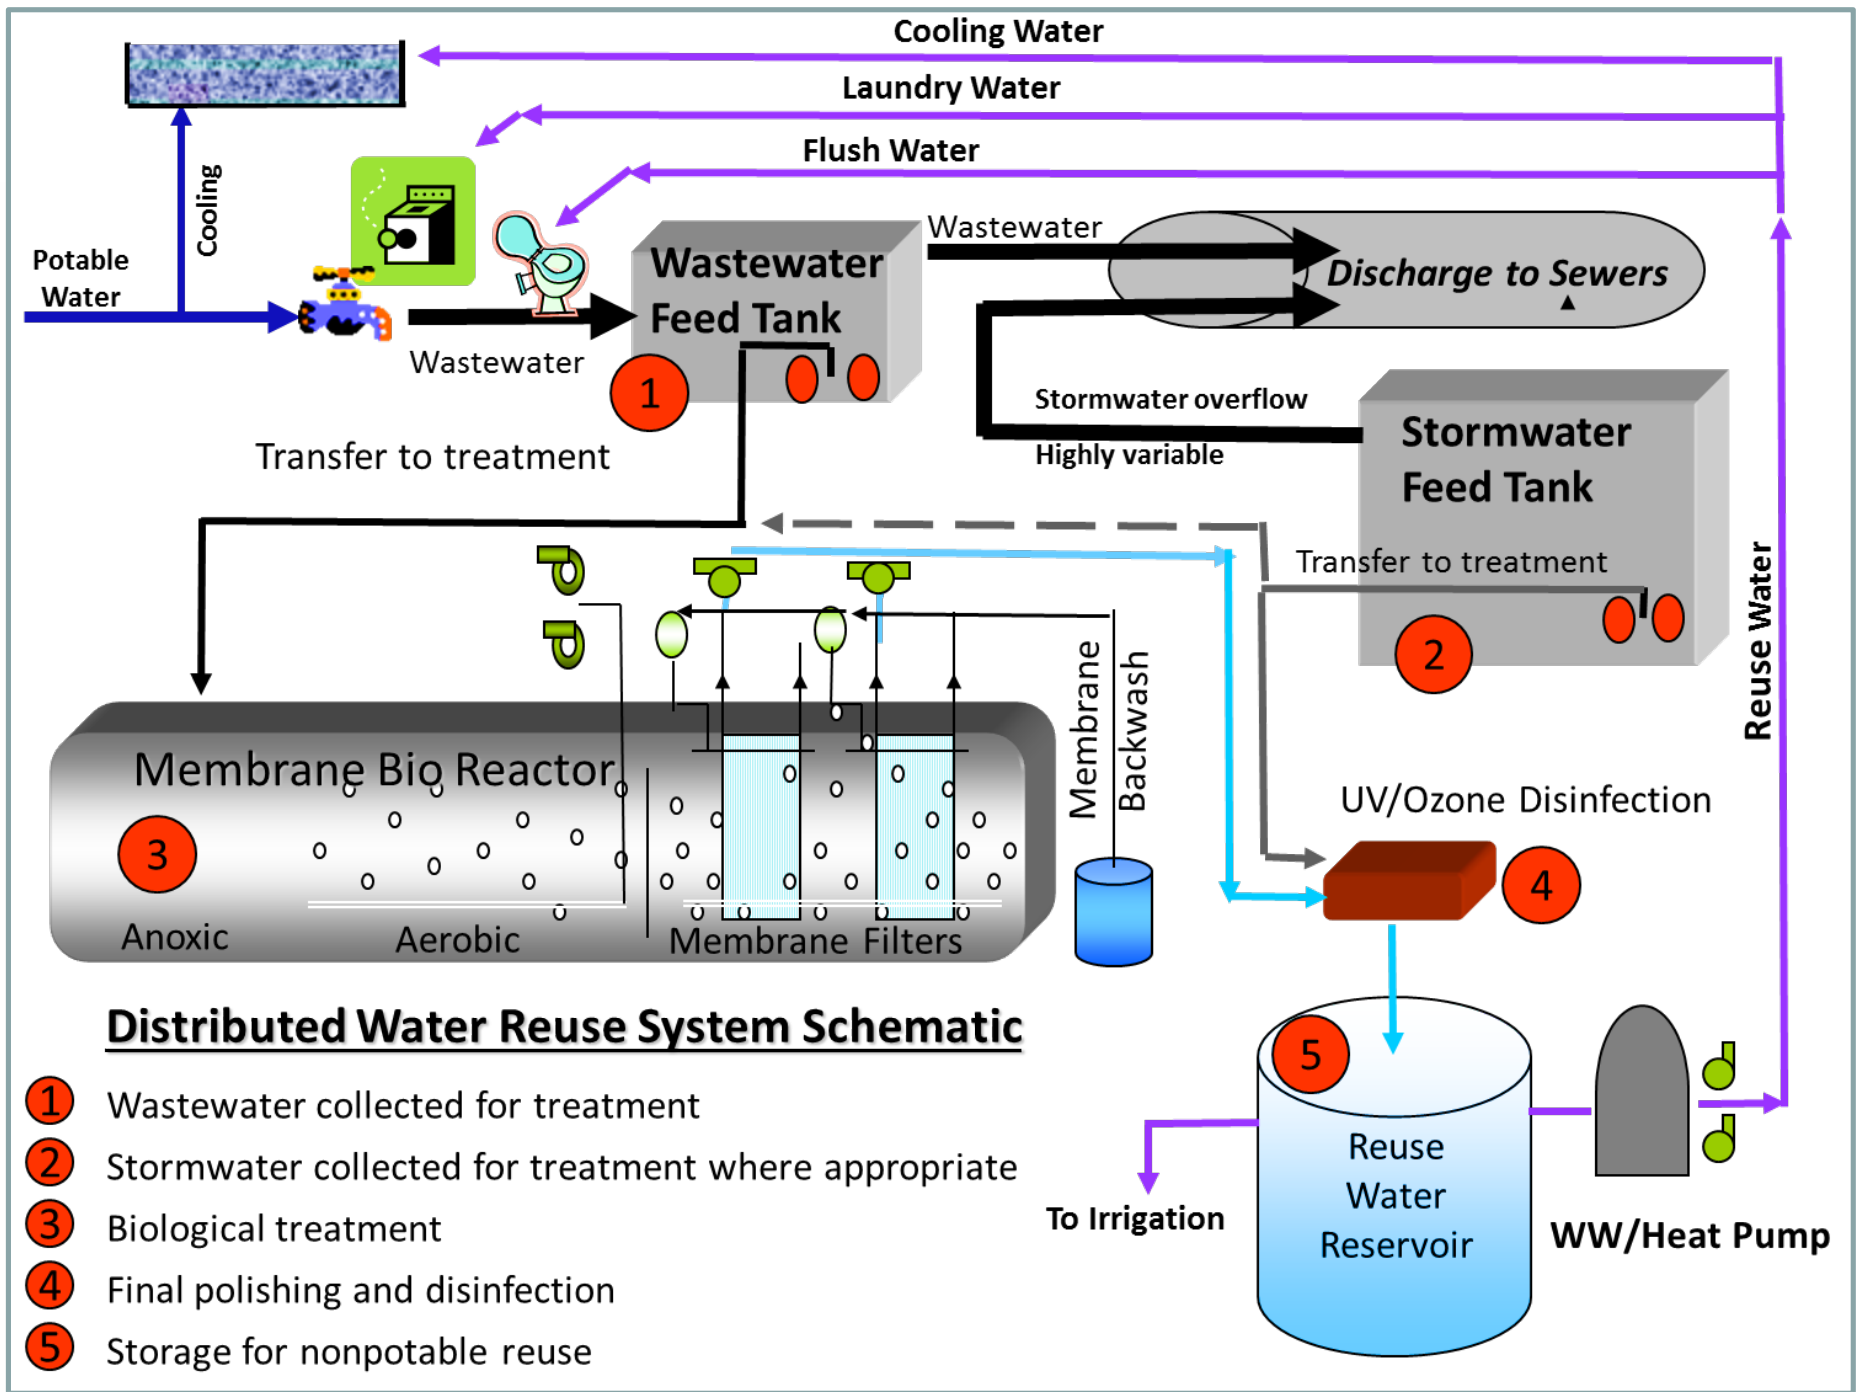 Cooling Water
Laundry Water
Flush Water
Cooling
Potable
Water
Wastewater
Wastewater
Feed Tank
1
Wastewater
Discharge to Sewers
Stormwater overflow
Highly variable
Stormwater
Feed Tank
Transfer to treatment
2
Transfer to treatment
Reuse Water
Membrane
Backwash
Membrane Bio Reactor
3
Anoxic
Aerobic
Membrane Filters
UV/Ozone Disinfection
4
5
Reuse
Water
Reservoir
To Irrigation
WW/Heat Pump
Distributed Water Reuse System Schematic
1 Wastewater collected for treatment
2 Stormwater collected for treatment where appropriate
3 Biological treatment
4 Final polishing and disinfection
5 Storage for nonpotable reuse